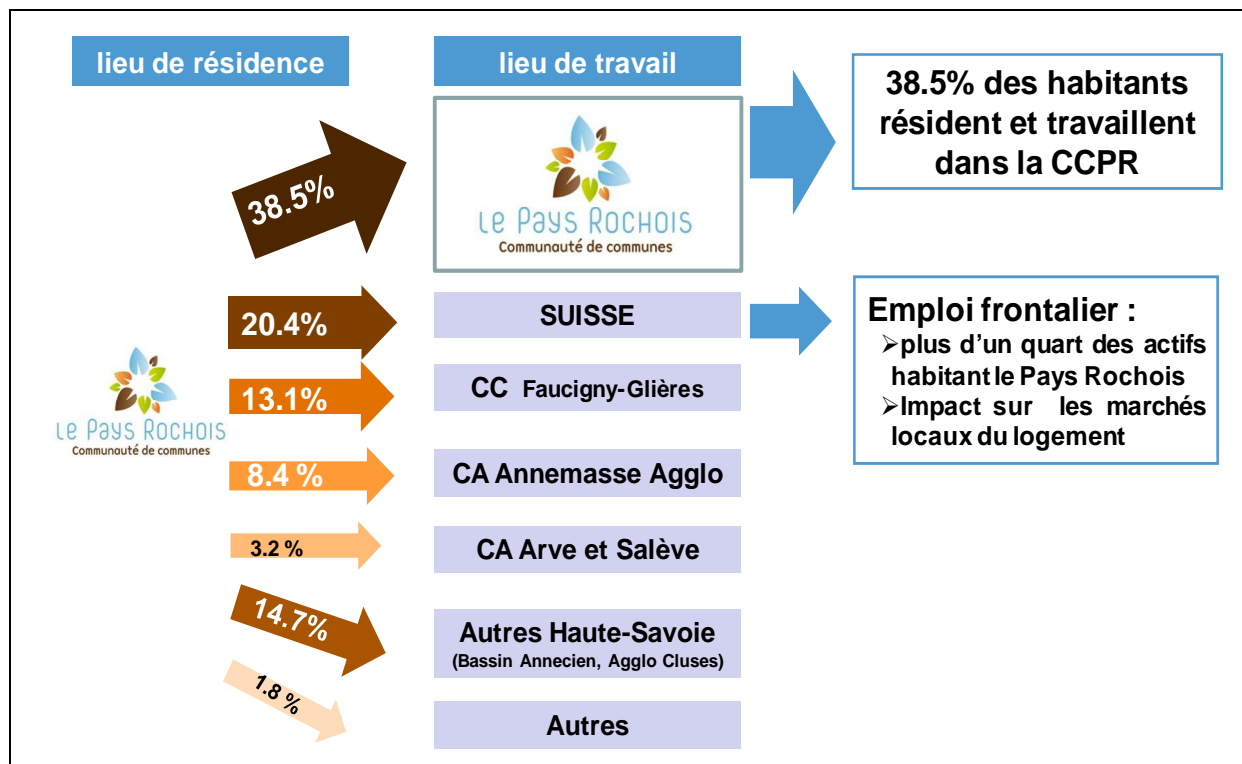 lieu de résidence
lieu de travail
38.5%
Le Pays Rochois
Communauté de communes
38.5% des habitants
résident et travaillent
dans la CCPR
Le Pays Rochois
Communauté de communes
20.4%
SUISSE
Emploi frontalier :
➢plus d’un quart des actifs
habitant le Pays Rochois
➢Impact sur les marchés
locaux du logement
13.1%
CC Faucigny-Glières
8.4 %
CA Annemasse Agglo
3.2 %
CA Arve et Salève
14.7%
Autres Haute-Savoie
(Bassin Annecien, Agglo Cluses)
1.8 %
Autres